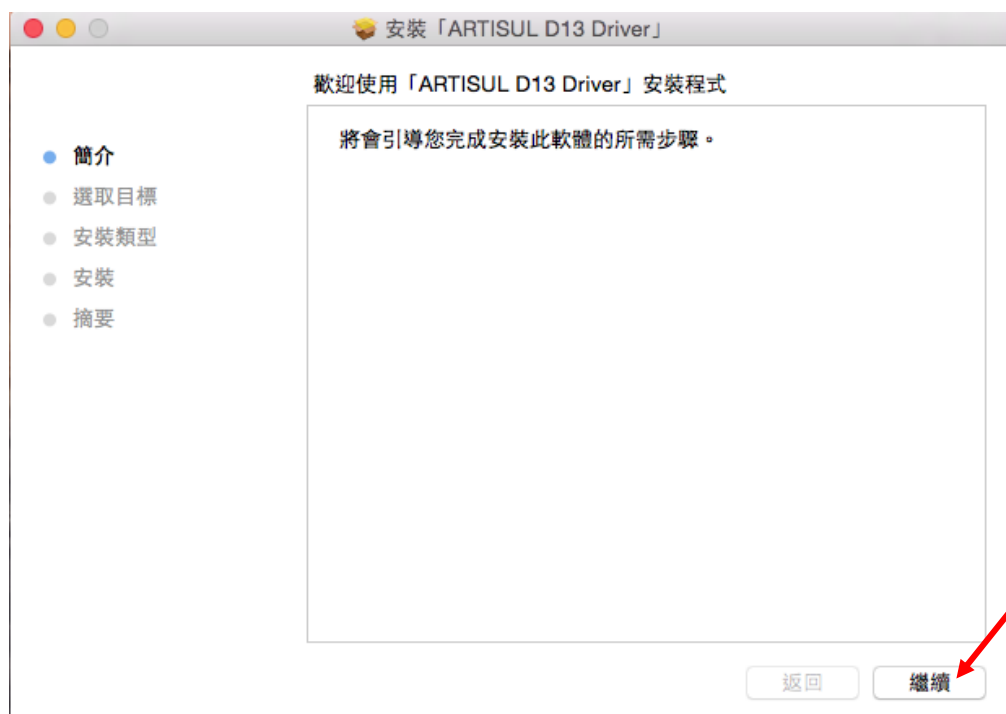 安裝「ARTISUL D13 Driver」
歡迎使用「ARTISUL D13 Driver」安裝程式
將會引導您完成安裝此軟體的所需步驟。
簡介
選取目標
安裝類型
安裝
摘要
返回
繼續